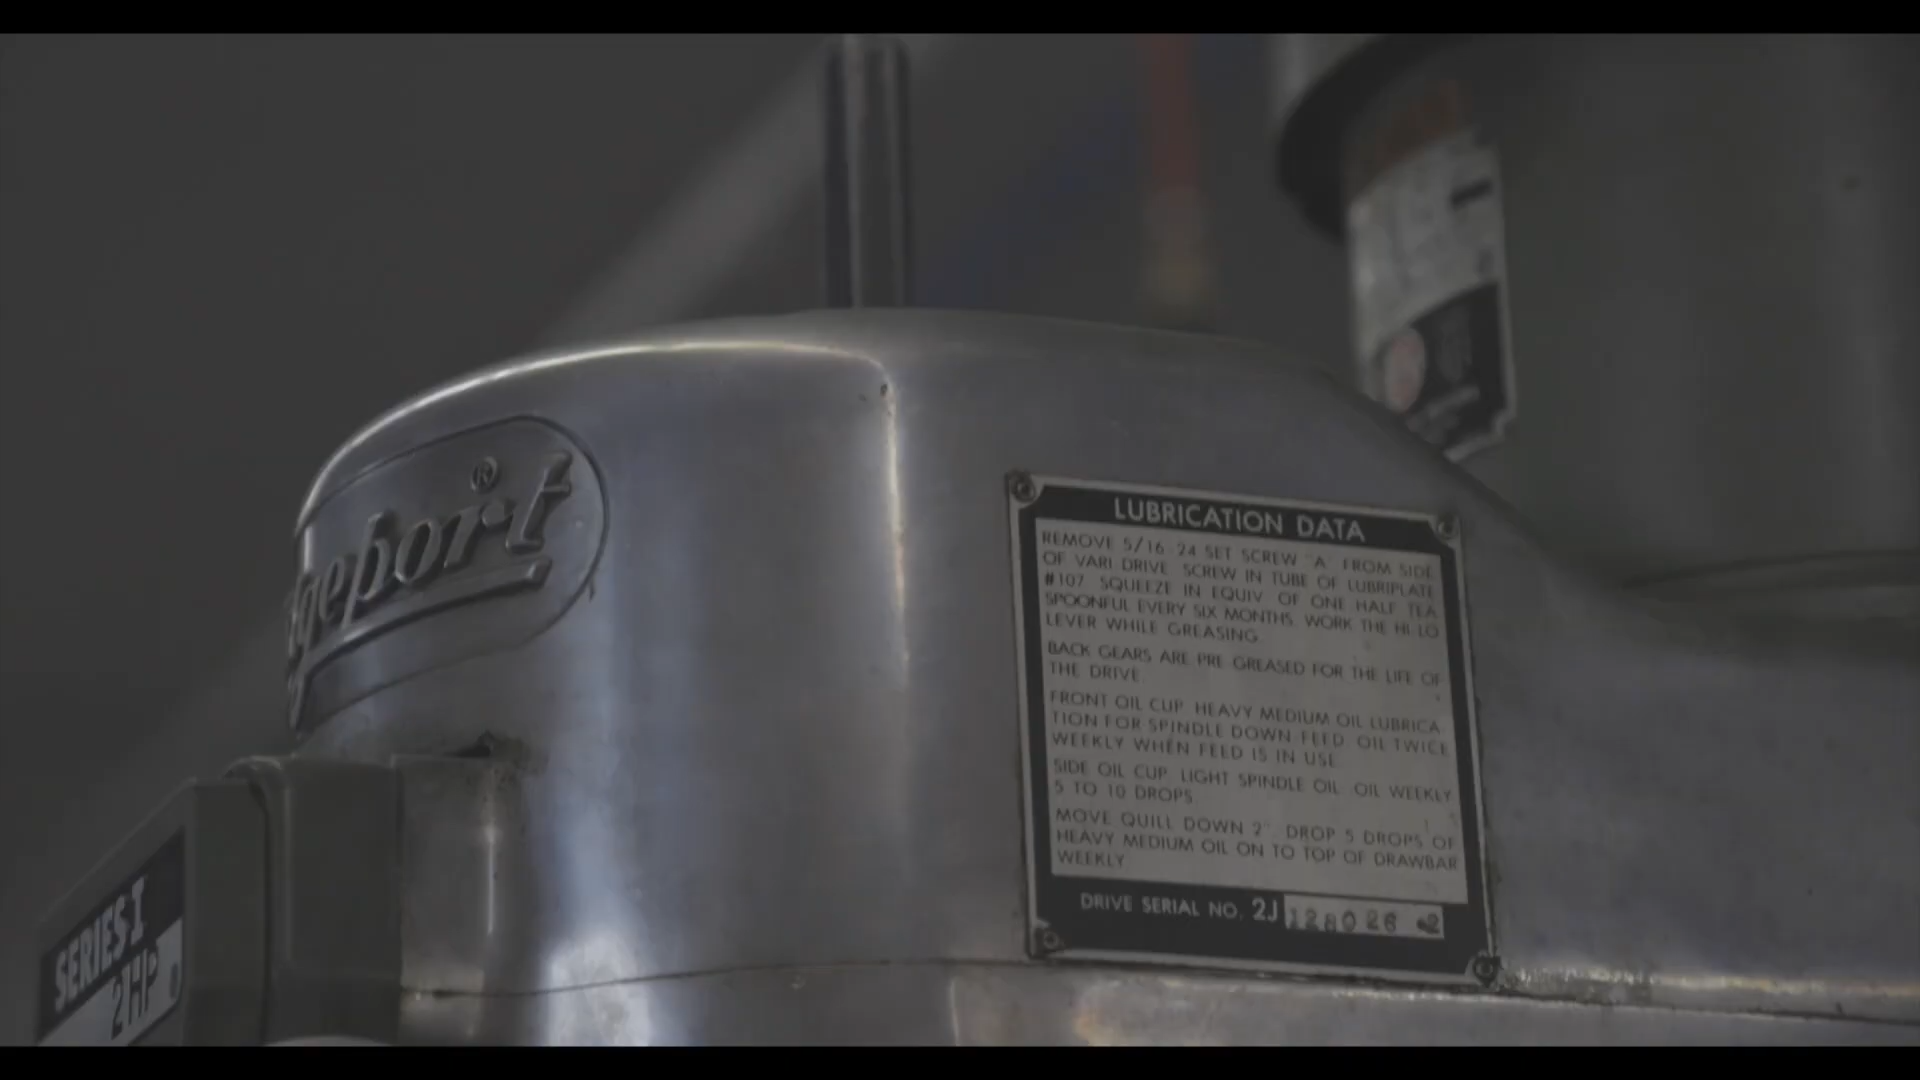 geport®
LUBRICATION DATA
REMOVE 5/16-24 SET SCREW "A" FROM SIDE
OF VARI-DRIVE. SCREW IN TUBE OF LUBRIPLATE
#107. SQUEEZE IN EQUIV. OF ONE HALF TEA
SPOONFUL EVERY SIX MONTHS. WORK THE HI-LO
LEVER WHILE GREASING.
BACK GEARS ARE PRE GREASED FOR THE LIFE OF
THE DRIVE
FRONT OIL CUP. HEAVY MEDIUM OIL LUBRICA-
TION FOR SPINDLE DOWN FEED. OIL TWICE
WEEKLY WHEN FEED IS IN USE.
SIDE OIL CUP. LIGHT SPINDLE OIL. OIL WEEKLY
5 TO 10 DROPS.
MOVE QUILL DOWN 2". DROP 5 DROPS OF
HEAVY MEDIUM OIL ON TO TOP OF DRAWBAR
WEEKLY
DRIVE SERIAL NO. 2J 128026
SERIES I
2HP